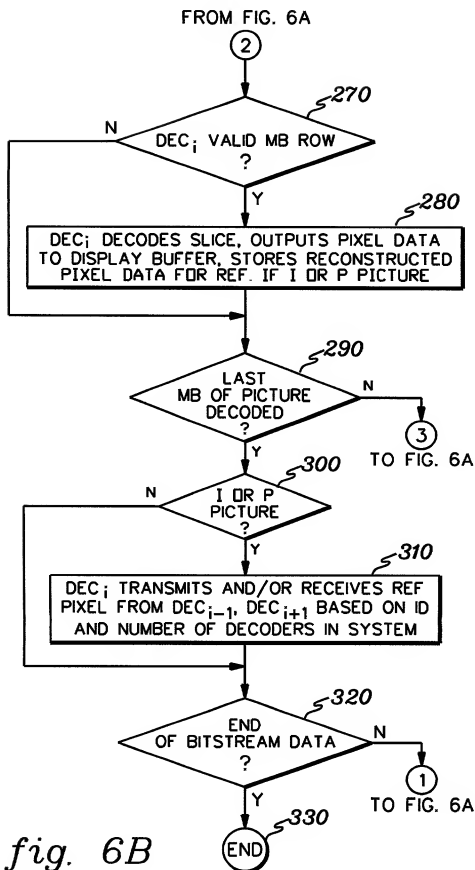 FROM FIG. 6A
2
270
N
DECi VALID MB ROW
?
Y
280
DECi DECODES SLICE, OUTPUTS PIXEL DATA
TO DISPLAY BUFFER, STORES RECONSTRUCTED
PIXEL DATA FOR REF. IF I OR P PICTURE
290
LAST
MB OF PICTURE
DECODED
?
N
3
TO FIG. 6A
Y
300
N
I OR P
PICTURE
?
Y
310
DECi TRANSMITS AND/OR RECEIVES REF
PIXEL FROM DECi-1, DECi+1 BASED ON ID
AND NUMBER OF DECODERS IN SYSTEM
320
END
OF BITSTREAM DATA
?
N
1
TO FIG. 6A
Y
330
END
fig. 6B